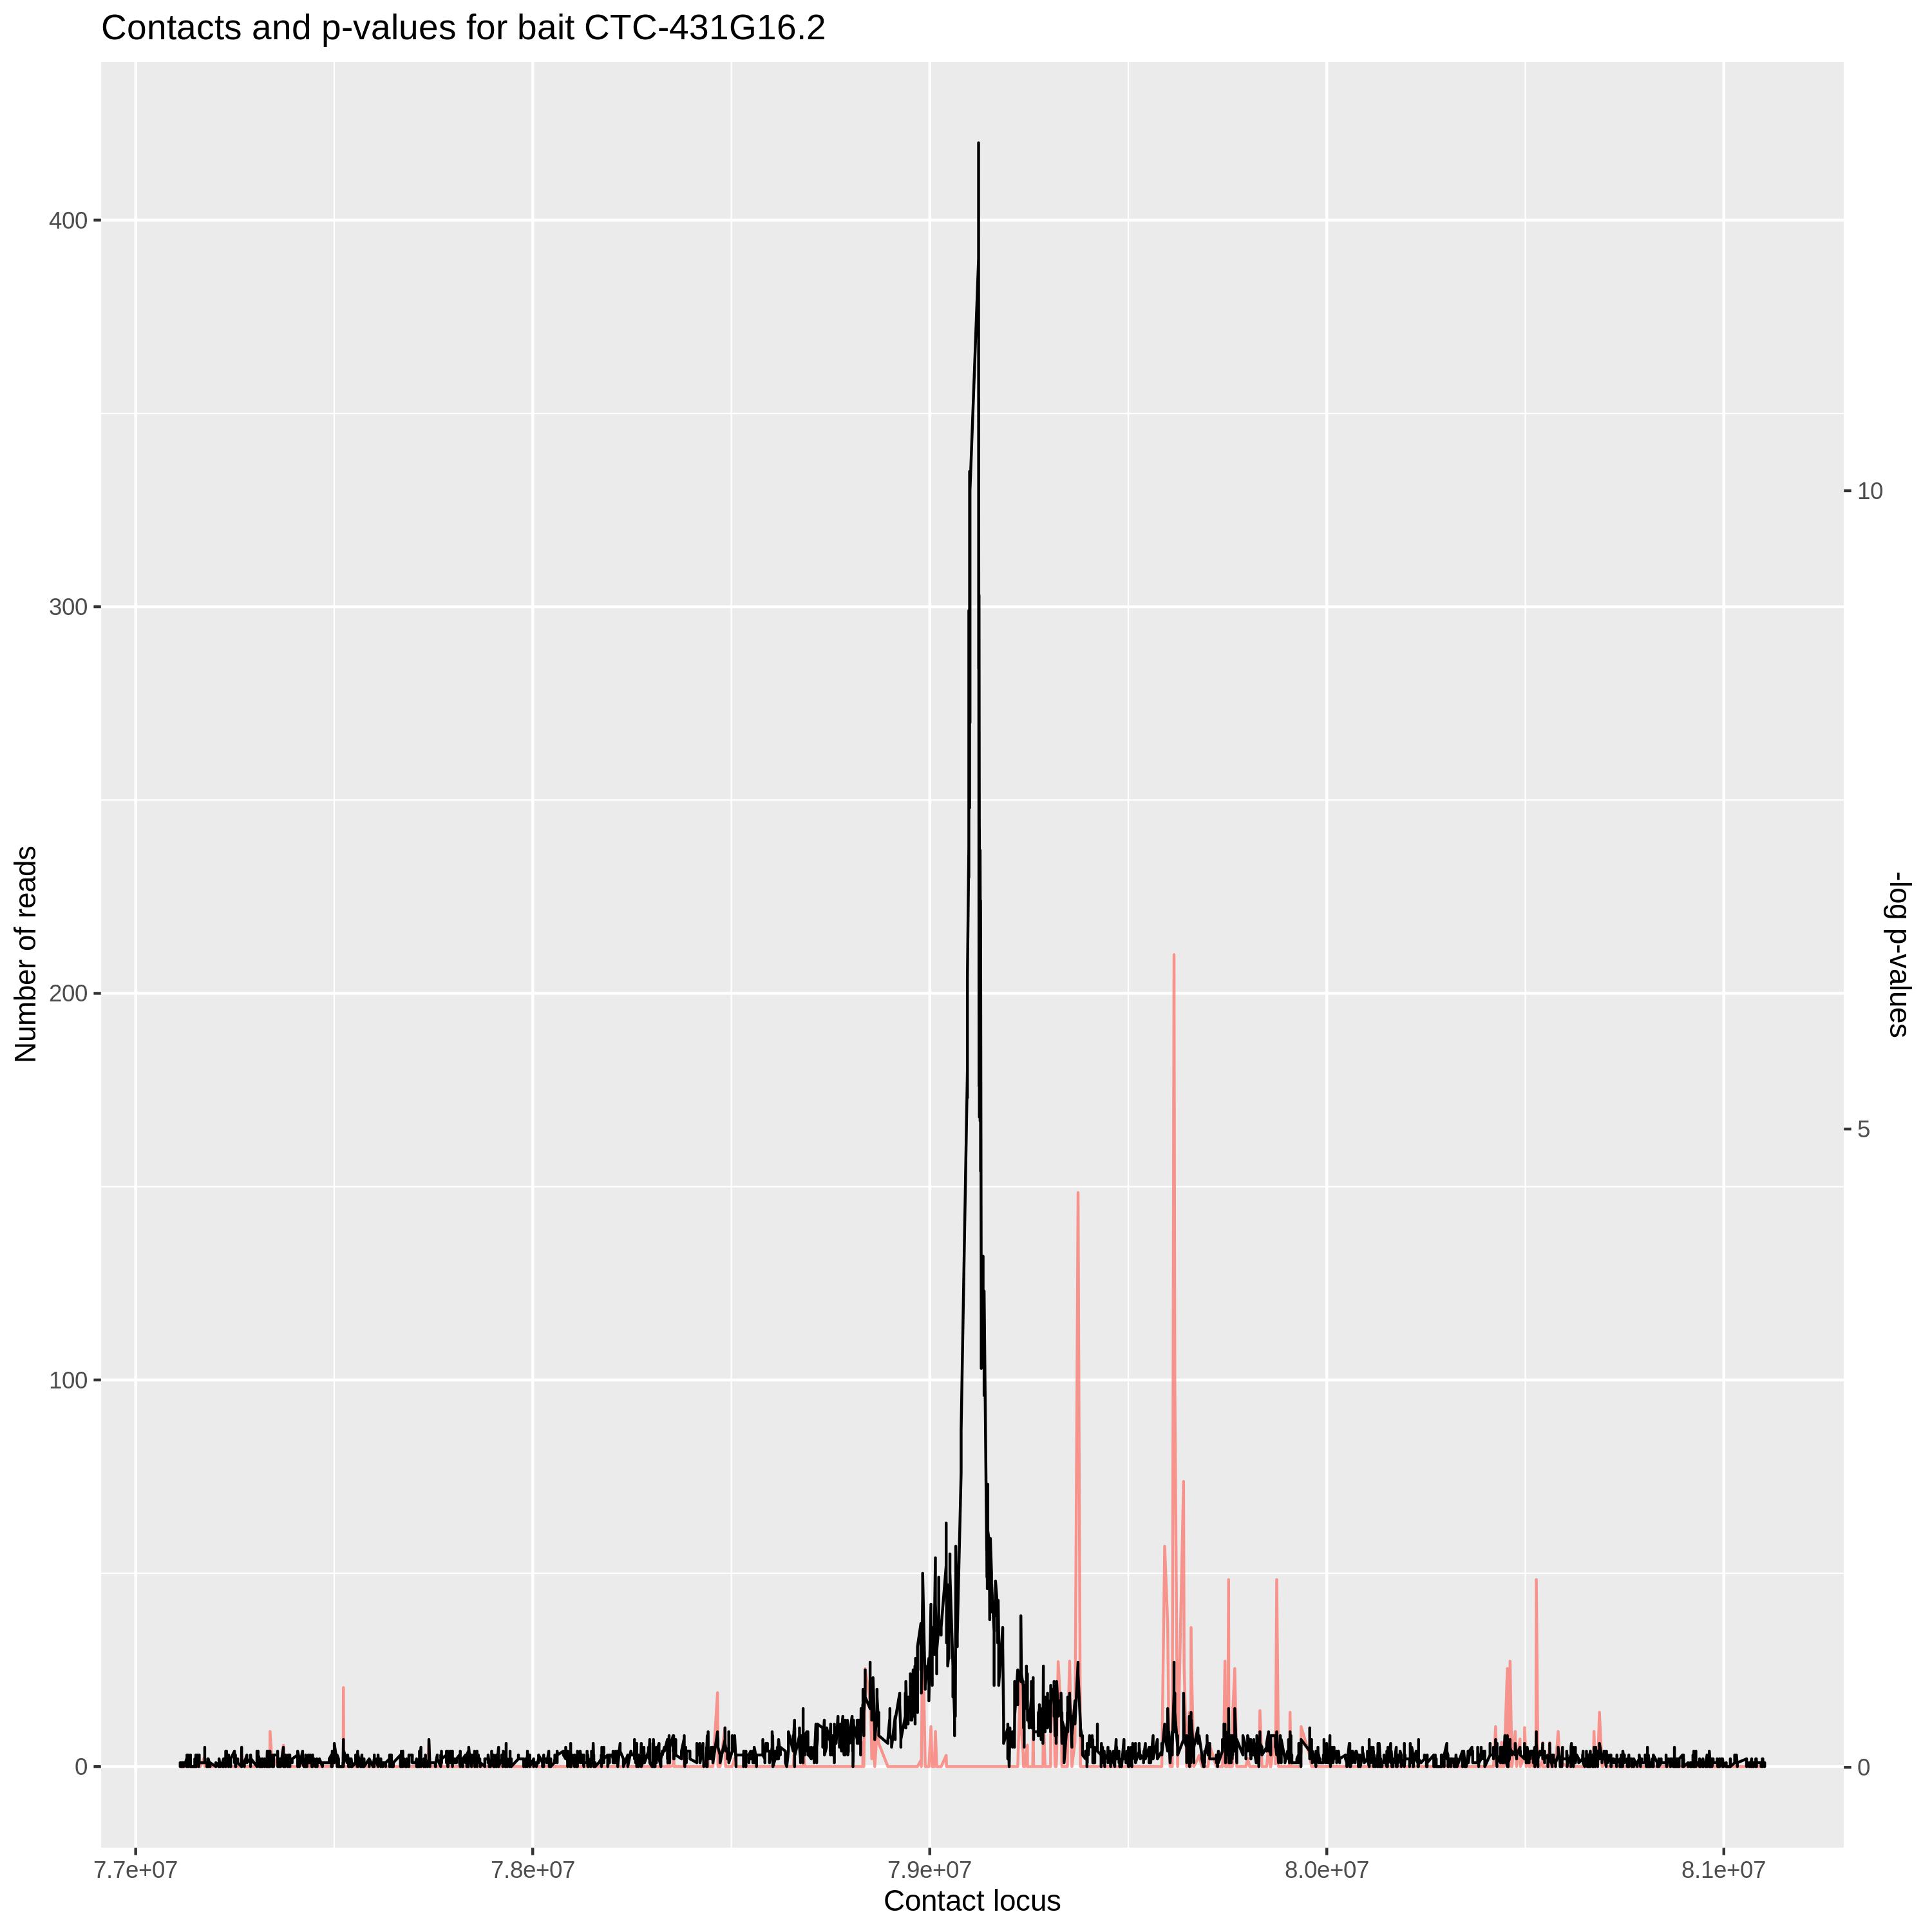 Contacts and p-values for bait CTC-431G16.2
400
300
200
100
0
Number of reads
10
5
0
-log p-values
7.7e+07 7.8e+07 7.9e+07 8.0e+07 8.1e+07
Contact locus